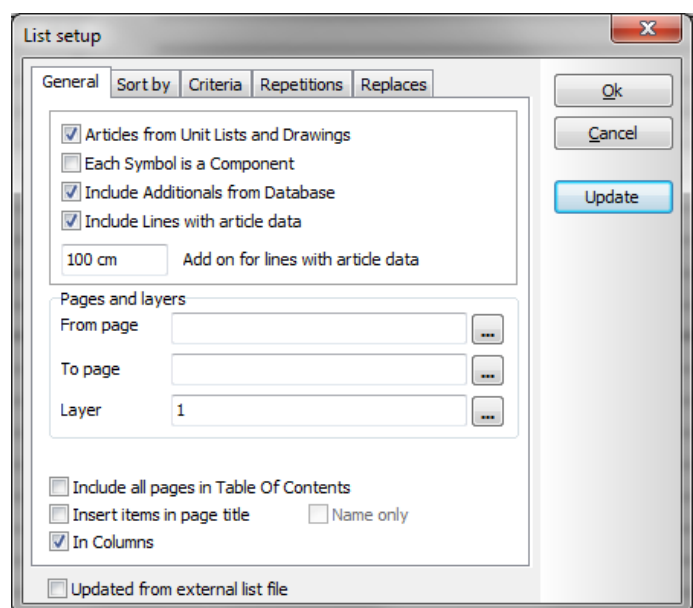 List setup
General Sort by Criteria Repetitions Replaces
Ok
Articles from Unit Lists and Drawings
Cancel
Each Symbol is a Component
Include Additionals from Database
Update
Include Lines with article data
100 cm Add on for lines with article data
Pages and layers
From page ...
To page ...
Layer 1 ...
Include all pages in Table Of Contents
Insert items in page title Name only
In Columns
Updated from external list file